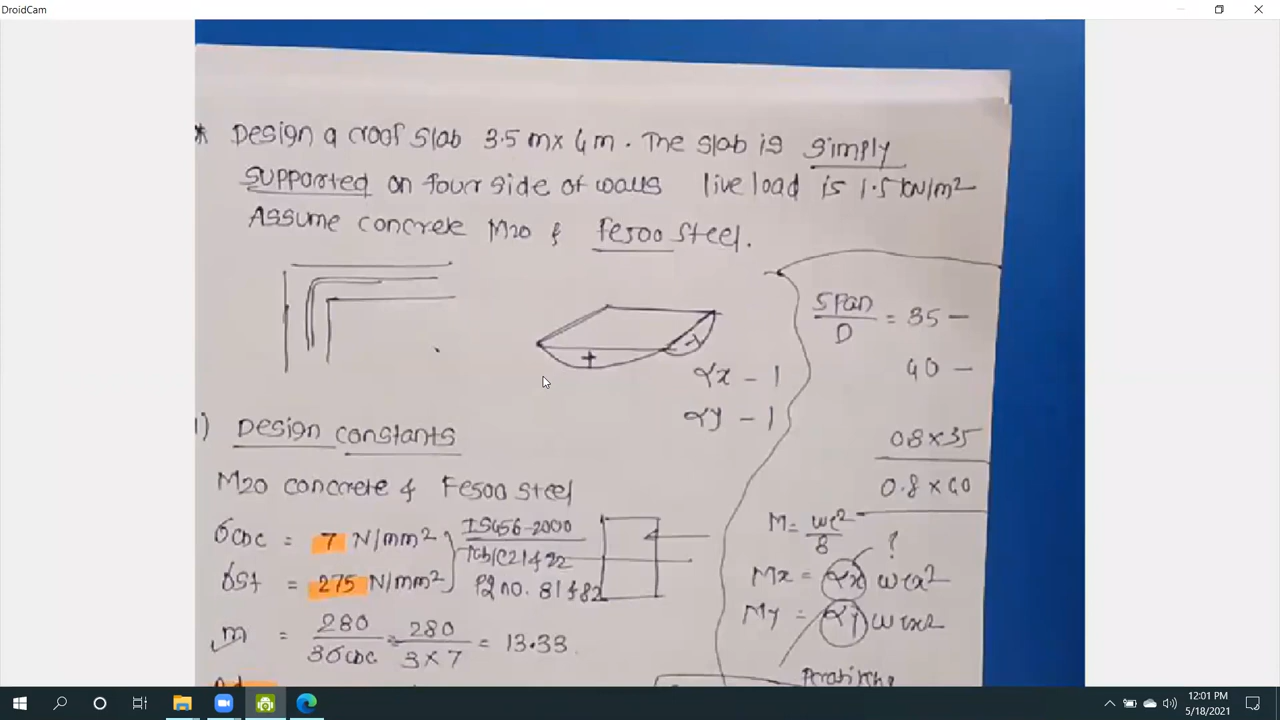 DroidCam
* Design a roof slab 3.5 m x 4 m. The slab is simply
supported on four side of walls live load is 1.5 kN/m²
Assume concrete M20 & Fe500 steel.
Span/D = 35 –
40 –
+
αx – 1
αy – 1
0.8 x 35
0.8 x 40
1) Design constants
M20 concrete & Fe500 steel
σcbc = 7 N/mm²
IS456-2000
Tab/C21 & 22
σst = 275 N/mm²
Pg no. 81 & 82
m = 280/3σcbc = 280/3x7 = 13.33
M = wl²/8
?
Mx = αx wlx²
My = αy wlx²
12:01 PM
5/18/2021